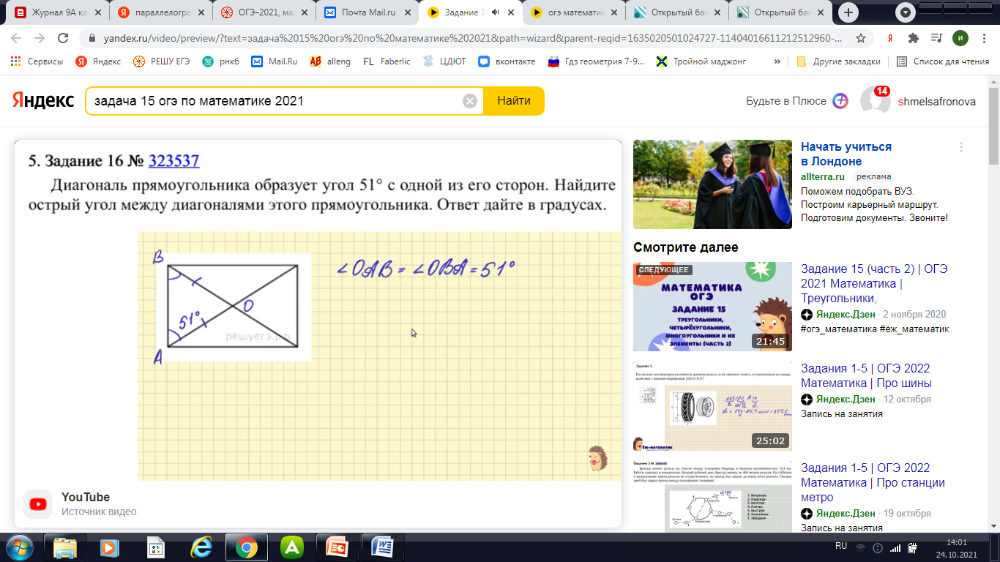 Журнал 9А кл
параллелогра
ОГЭ–2021, ма
Почта Mail.ru
Задание 1
огэ математик
Открытый бан
Открытый бан
yandex.ru/video/preview/?text=задача%2015%20огэ%20по%20математике%202021&path=wizard&parent-reqid=1635020501024727-11404016611212512960-...
Сервисы
Яндекс
РЕШУ ЕГЭ
рнкб
Mail.Ru
alleng
FL Faberlic
ЦДЮТ
вконтакте
Гдз геометрия 7-9...
Тройной маджонг
»
Другие закладки
Список для чтения
Яндекс
задача 15 огэ по математике 2021
Найти
Будьте в Плюсе
14
shmelsafronova
5. Задание 16 № 323537
Диагональ прямоугольника образует угол 51° с одной из его сторон. Найдите
острый угол между диагоналями этого прямоугольника. Ответ дайте в градусах.
B
O
51°
решуегэ.рф
A
∠OAB = ∠OBA = 51°
YouTube
Источник видео
Начать учиться
в Лондоне
allterra.ru реклама
Поможем подобрать ВУЗ.
Построим карьерный маршрут.
Подготовим документы. Звоните!
Смотрите далее
СЛЕДУЮЩЕЕ
МАТЕМАТИКА
ОГЭ
ЗАДАНИЕ 15
ТРЕУГОЛЬНИКИ,
ЧЕТЫРЁХУГОЛЬНИКИ,
МНОГОУГОЛЬНИКИ И ИХ
ЭЛЕМЕНТЫ (ЧАСТЬ 2)
21:45
Задание 15 (часть 2) | ОГЭ
2021 Математика |
Треугольники,
Яндекс.Дзен · 2 ноября 2020
#огэ_математика #ёж_математик
25:02
Задания 1-5 | ОГЭ 2022
Математика | Про шины
Яндекс.Дзен · 12 октября
Запись на занятия
Задания 1-5 | ОГЭ 2022
Математика | Про станции
метро
Яндекс.Дзен · 19 октября
Запись на занятия
RU
14:01
24.10.2021